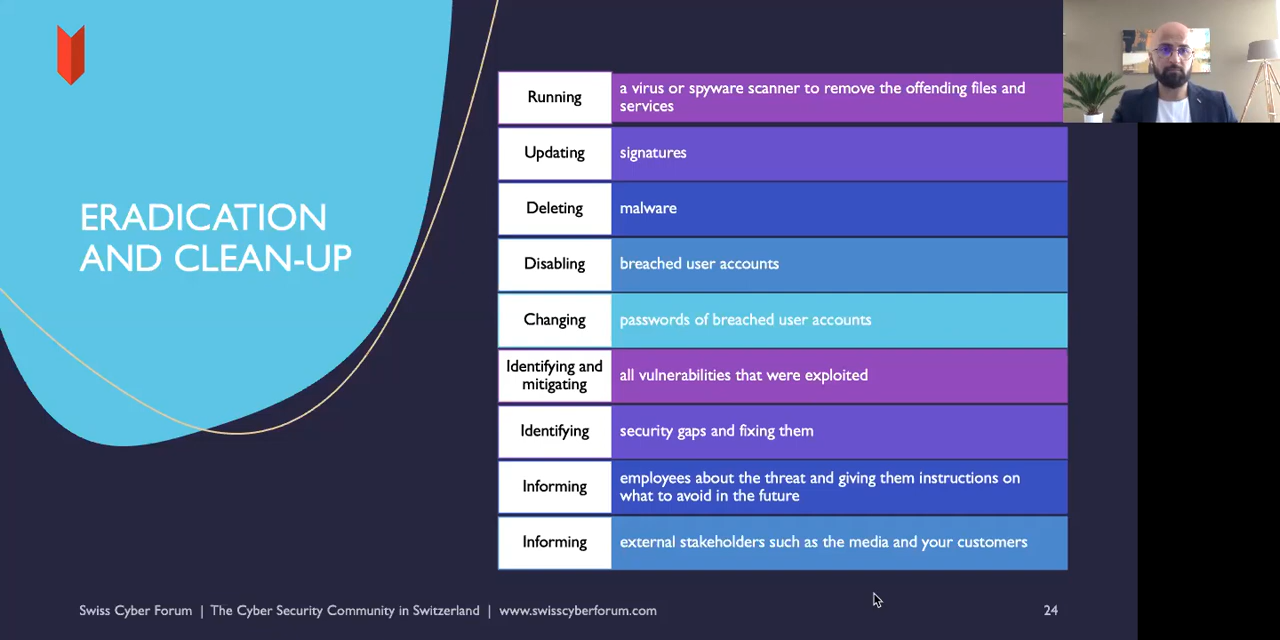 ERADICATION
AND CLEAN-UP
Running
a virus or spyware scanner to remove the offending files and
services
Updating
signatures
Deleting
malware
Disabling
breached user accounts
Changing
passwords of breached user accounts
Identifying and
mitigating
all vulnerabilities that were exploited
Identifying
security gaps and fixing them
Informing
employees about the threat and giving them instructions on
what to avoid in the future
Informing
external stakeholders such as the media and your customers
Swiss Cyber Forum | The Cyber Security Community in Switzerland | www.swisscyberforum.com
24